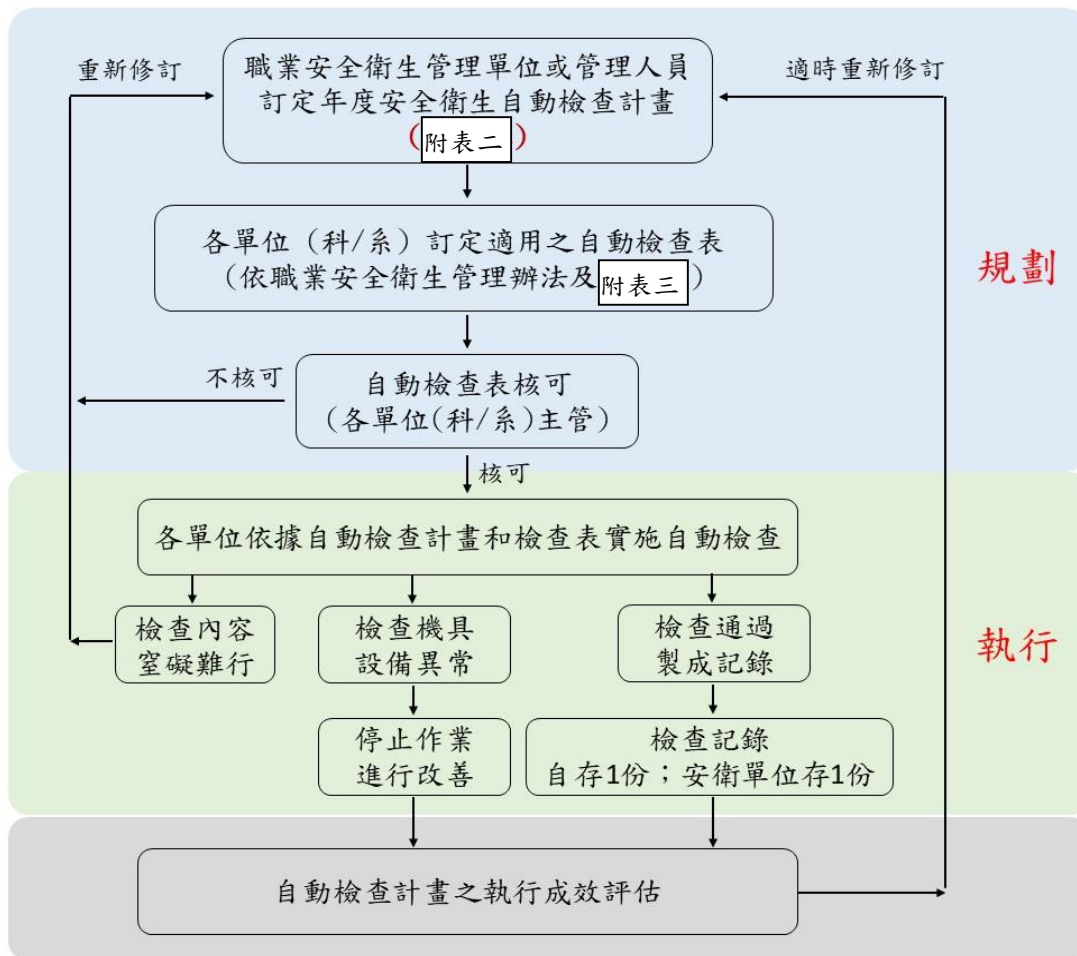 重新修訂
職業安全衛生管理單位或管理人員
訂定年度安全衛生自動檢查計畫
(附表二)
適時重新修訂
各單位（科/系）訂定適用之自動檢查表
(依職業安全衛生管理辦法及附表三)
規劃
不核可
自動檢查表核可
(各單位(科/系)主管)
核可
各單位依據自動檢查計畫和檢查表實施自動檢查
檢查內容
窒礙難行
檢查機具
設備異常
檢查通過
製成記錄
執行
停止作業
進行改善
檢查記錄
自存1份；安衛單位存1份
自動檢查計畫之執行成效評估